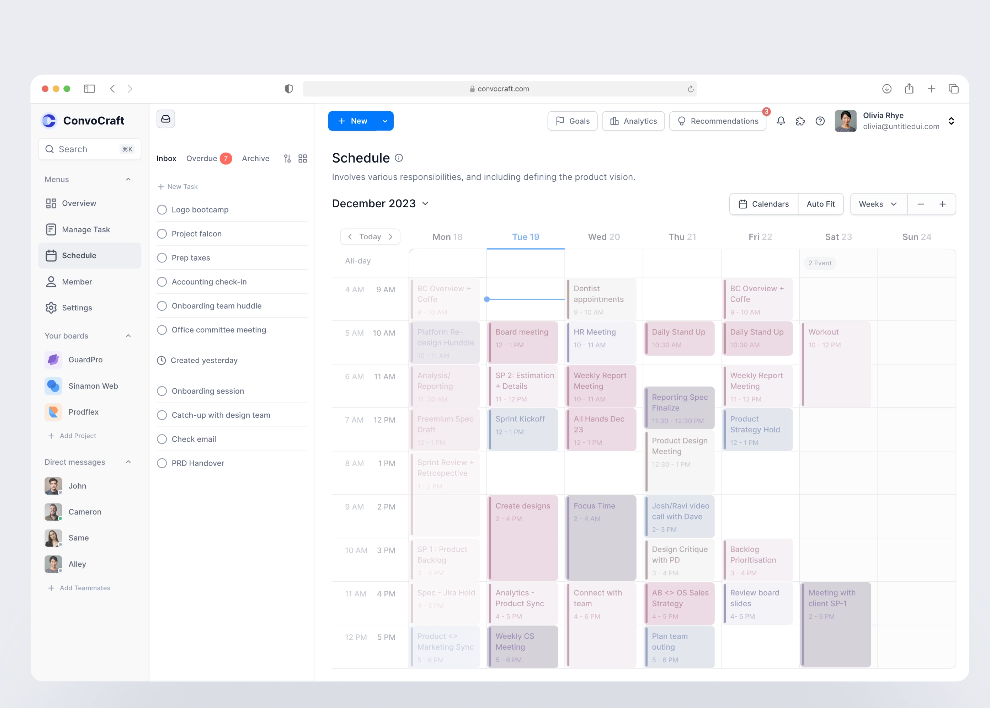 convocraft.com
ConvoCraft
Search
⌘K
Menus
Overview
Manage Task
Schedule
Member
Settings
Your boards
GuardPro
Sinamon Web
Prodflex
+ Add Project
Direct messages
John
Cameron
Same
Alley
+ Add Teammates
Inbox
Overdue 7
Archive
+ New Task
Logo bootcamp
Project falcon
Prep taxes
Accounting check-in
Onboarding team huddle
Office committee meeting
Created yesterday
Onboarding session
Catch-up with design team
Check email
PRD Handover
+ New
Goals
Analytics
Recommendations
3
Olivia Rhye
olivia@untitledui.com
Schedule
Involves various responsibilities, and including defining the product vision.
December 2023
Calendars
Auto Fit
Weeks
− +
Today
Mon 18
Tue 19
Wed 20
Thu 21
Fri 22
Sat 23
Sun 24
All-day
2 Event
4 AM 9 AM
5 AM 10 AM
6 AM 11 AM
7 AM 12 PM
8 AM 1 PM
9 AM 2 PM
10 AM 3 PM
11 AM 4 PM
12 PM 5 PM
BC Overview +
Coffe
9 - 10 AM
Platform Re-
design Hunddle
10 - 11 AM
Analysis/
Reporting
Freemium Spec
Draft
12 - 1 PM
Sprint Review +
Retrospective
SP 1 : Product
Backlog
3 - 4 PM
Spec - Jira Hold
4 - 5 PM
Product <>
Marketing Sync
5 - 6 PM
Board meeting
12 - 1 PM
SP 2: Estimation
+ Details
11 - 12 PM
Sprint Kickoff
12 - 1 PM
Create designs
2 - 4 PM
Analytics -
Product Sync
4 - 5 PM
Weekly CS
Meeting
5 - 6 PM
Dentist
appointments
9 - 10 AM
HR Meeting
10 - 11 AM
Weekly Report
Meeting
10 - 11 AM
All Hands Dec
23
12 - 1 PM
Focus Time
2 - 4 AM
Connect with
team
4 - 6 PM
Daily Stand Up
10:30 AM
Reporting Spec
Finalize
11:30 - 12:30 PM
Product Design
Meeting
12:30 - 1 PM
Josh/Ravi video
call with Dave
2- 3 PM
Design Critique
with PD
3 - 4 PM
AB <> OS Sales
Strategy
4 - 5 PM
Plan team
outing
5 - 6 PM
BC Overview +
Coffe
9 - 10 AM
Daily Stand Up
10:30 AM
Weekly Report
Meeting
11 - 12 PM
Product
Strategy Hold
12 - 1 PM
Backlog
Prioritisation
3 - 4 PM
Review board
slides
4 - 5 PM
Workout
10 - 12 PM
Meeting with
client SP-1
2 - 5 PM